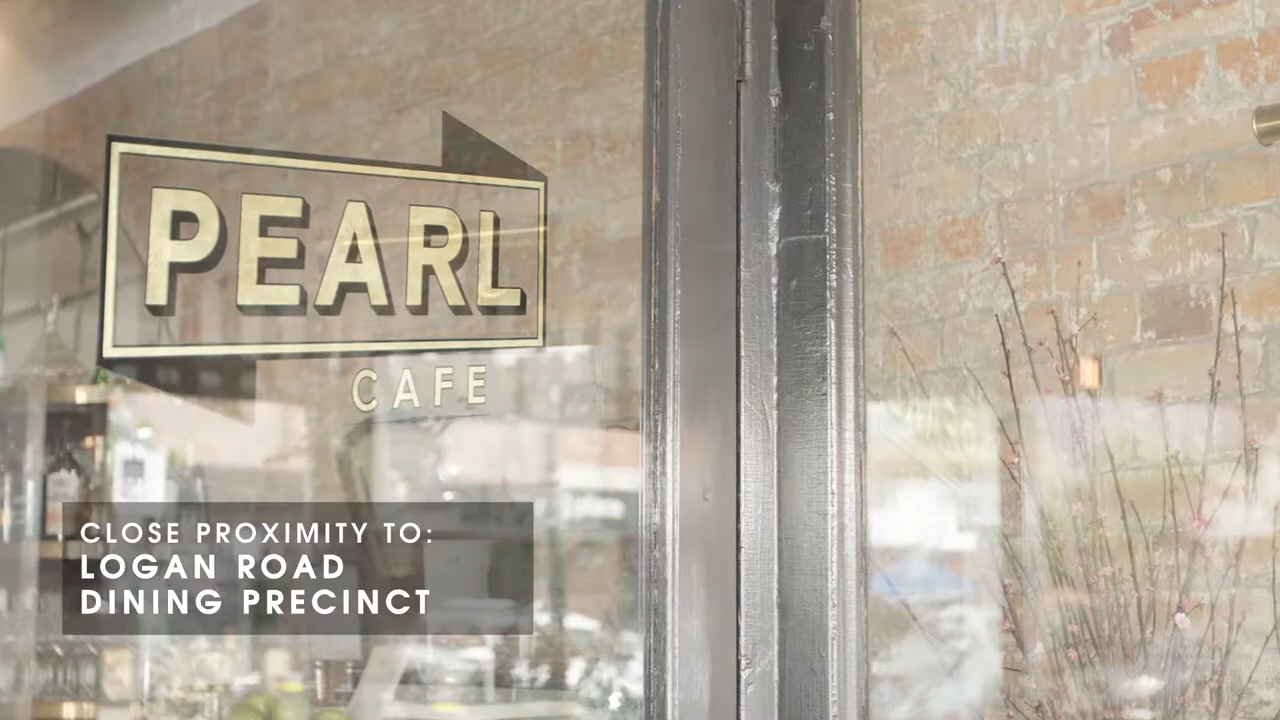 PEARL
CAFE
CLOSE PROXIMITY TO:
LOGAN ROAD
DINING PRECINCT